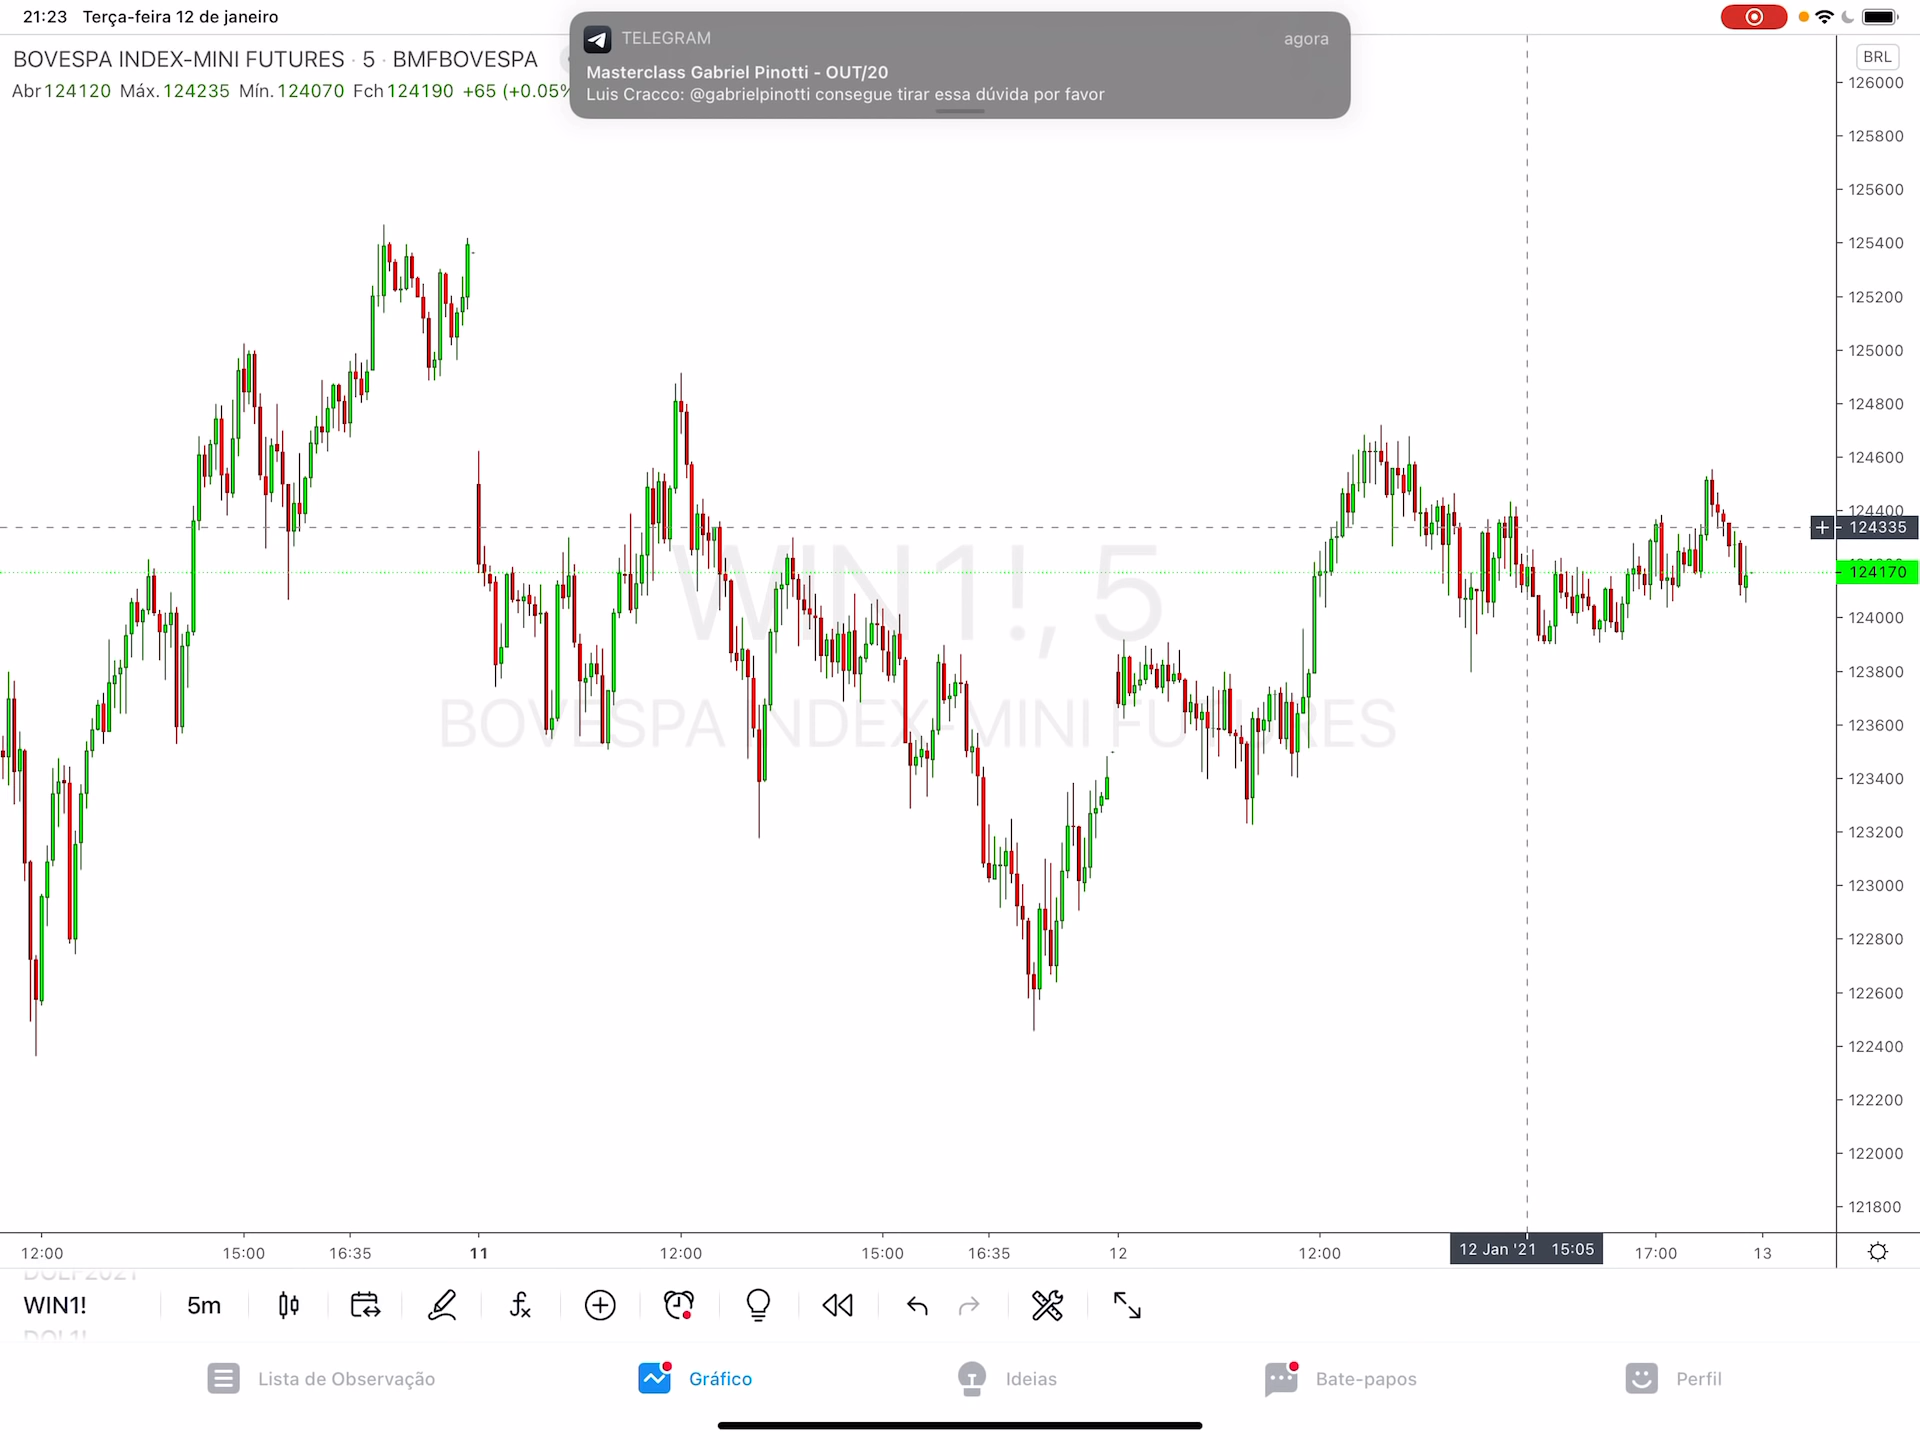 21:23 Terça-feira 12 de janeiro
TELEGRAM
agora
Masterclass Gabriel Pinotti - OUT/20
Luis Cracco: @gabrielpinotti consegue tirar essa dúvida por favor
BOVESPA INDEX-MINI FUTURES · 5 · BMFBOVESPA
Abr124120 Máx.124235 Mín.124070 Fch124190 +65 (+0.05%
BRL
126000
125800
125600
125400
125200
125000
124800
124600
124400
124335
124170
124000
123800
123600
123400
123200
123000
122800
122600
122400
122200
122000
121800
WIN1!, 5
BOVESPA INDEX-MINI FUTURES
12:00 15:00 16:35 11 12:00 15:00 16:35 12 12:00 12 Jan '21 15:05 17:00 13
DOLF2021
WIN1! 5m
DOL1!
Lista de Observação Gráfico Ideias Bate-papos Perfil